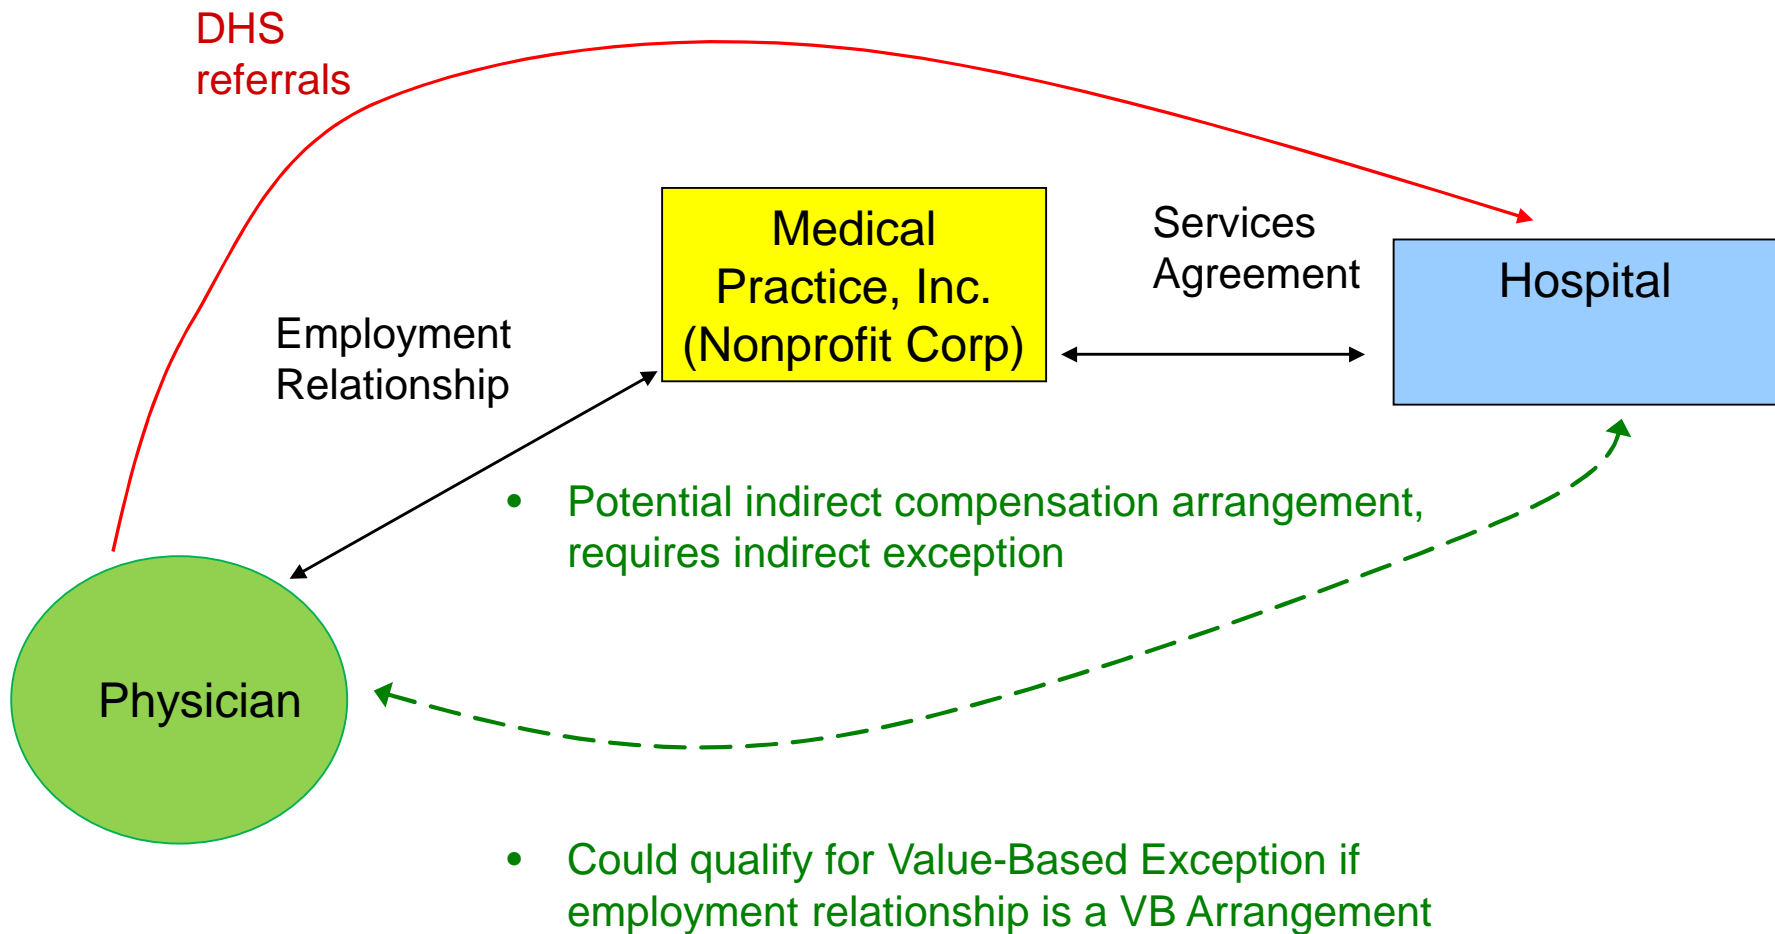 DHS
referrals
Medical
Practice, Inc.
(Nonprofit Corp)
Services
Agreement
Hospital
Employment
Relationship
• Potential indirect compensation arrangement,
requires indirect exception
Physician
• Could qualify for Value-Based Exception if
employment relationship is a VB Arrangement